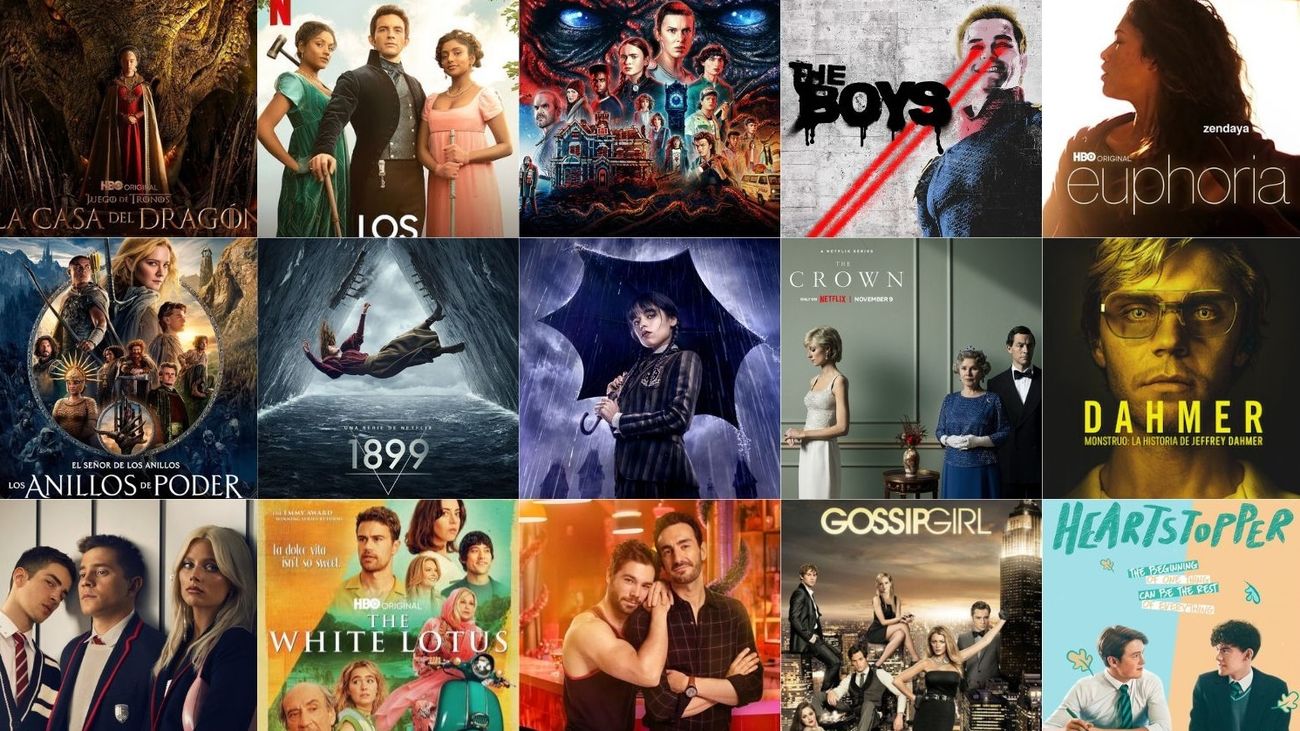 HBO ORIGINAL
JUEGO DE TRONOS
LA CASA DEL DRAGÓN
N
LOS
THE
BOYS
zendaya
HBO ORIGINAL
euphoria
EL SEÑOR DE LOS ANILLOS
LOS ANILLOS DE PODER
UNA SERIE DE NETFLIX
1899
A NETFLIX SERIES
THE
CROWN
ONLY ON NETFLIX | NOVEMBER 9
DAHMER
MONSTRUO: LA HISTORIA DE JEFFREY DAHMER
THE EMMY AWARD
WINNING SERIES RETURNS
la dolce vita
isn't so sweet.
HBO ORIGINAL
THE
WHITE LOTUS
GOSSIPGIRL
HEARTSTOPPER
THE BEGINNING
OF ONE THING
CAN BE THE REST
OF EVERYTHING